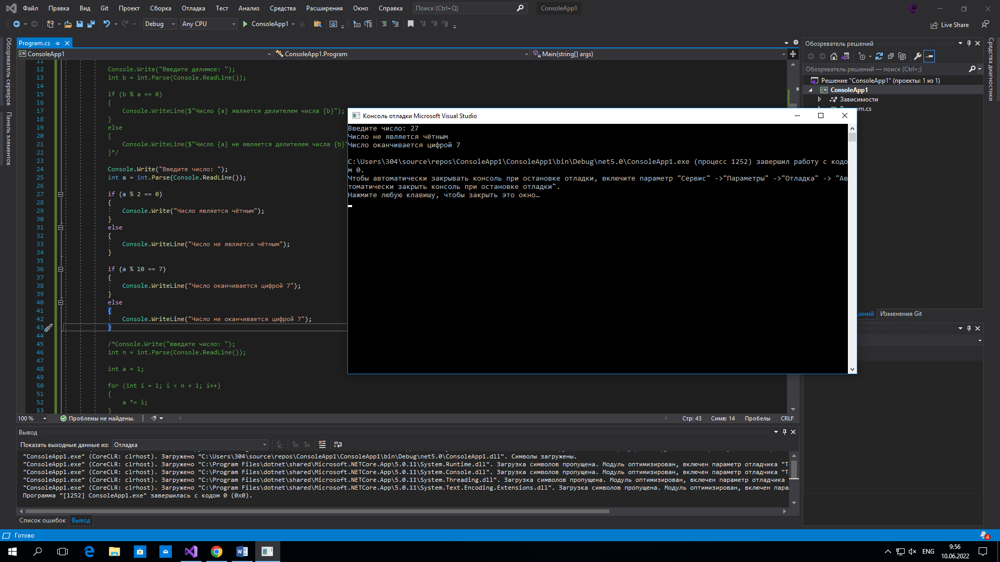 Файл Правка Вид Git Проект Сборка Отладка Тест Анализ Средства Расширения Окно Справка Поиск (Ctrl+Q) ConsoleApp1
Debug Any CPU ConsoleApp1 Live Share
Обозреватель серверов
Панель элементов
Program.cs
ConsoleApp1 ConsoleApp1.Program Main(string[] args)
11
12 Console.Write("Введите делимое: ");
13 int b = int.Parse(Console.ReadLine());
14
15 if (b % a == 0)
16 {
17 Console.WriteLine($"Число {a} является делителем числа {b}");
18 }
19 else
20 {
21 Console.WriteLine($"Число {a} не является делителем числа {b}"
22 }*/
23
24 Console.Write("Введите число: ");
25 int a = int.Parse(Console.ReadLine());
26
27 if (a % 2 == 0)
28 {
29 Console.Write("Число является чётным");
30 }
31 else
32 {
33 Console.WriteLine("Число не является чётным");
34 }
35
36 if (a % 10 == 7)
37 {
38 Console.WriteLine("Число оканчивается цифрой 7");
39 }
40 else
41 {
42 Console.WriteLine("Число не оканчивается цифрой 7");
43 }
44
45 /*Console.Write("введите число: ");
46 int n = int.Parse(Console.ReadLine());
47
48 int a = 1;
49
50 for (int i = 1; i < n + 1; i++)
51 {
52 a *= i;
53 }
100 % Проблемы не найдены. Стр: 43 Симв: 14 Пробелы CRLF
Консоль отладки Microsoft Visual Studio
Введите число: 27
Число не является чётным
Число оканчивается цифрой 7
C:\Users\304\source\repos\ConsoleApp1\ConsoleApp1\bin\Debug\net5.0\ConsoleApp1.exe (процесс 1252) завершил работу с кодо
м 0.
Чтобы автоматически закрывать консоль при остановке отладки, включите параметр "Сервис" ->"Параметры" ->"Отладка" -> "Ав
томатически закрыть консоль при остановке отладки".
Нажмите любую клавишу, чтобы закрыть это окно…
Обозреватель решений
Обозреватель решений — поиск (Ctrl+;)
Решение "ConsoleApp1" (проекты: 1 из 1)
ConsoleApp1
Зависимости
.cs
Изменения Git
Средства диагностики
Вывод
Показать выходные данные из: Отладка
"ConsoleApp1.exe" (CoreCLR: clrhost). Загружено "C:\Users\304\source\repos\ConsoleApp1\ConsoleApp1\bin\Debug\net5.0\ConsoleApp1.dll". Символы загружены.
"ConsoleApp1.exe" (CoreCLR: clrhost). Загружено "C:\Program Files\dotnet\shared\Microsoft.NETCore.App\5.0.11\System.Runtime.dll". Загрузка символов пропущена. Модуль оптимизирован, включен параметр отладчика
"ConsoleApp1.exe" (CoreCLR: clrhost). Загружено "C:\Program Files\dotnet\shared\Microsoft.NETCore.App\5.0.11\System.Console.dll". Загрузка символов пропущена. Модуль оптимизирован, включен параметр отладчика
"ConsoleApp1.exe" (CoreCLR: clrhost). Загружено "C:\Program Files\dotnet\shared\Microsoft.NETCore.App\5.0.11\System.Threading.dll". Загрузка символов пропущена. Модуль оптимизирован, включен параметр отладчика
"ConsoleApp1.exe" (CoreCLR: clrhost). Загружено "C:\Program Files\dotnet\shared\Microsoft.NETCore.App\5.0.11\System.Text.Encoding.Extensions.dll". Загрузка символов пропущена. Модуль оптимизирован, включен
Программа "[1252] ConsoleApp1.exe" завершилась с кодом 0 (0x0).
Список ошибок Вывод
Готово 4
ENG 9:56
10.06.2022